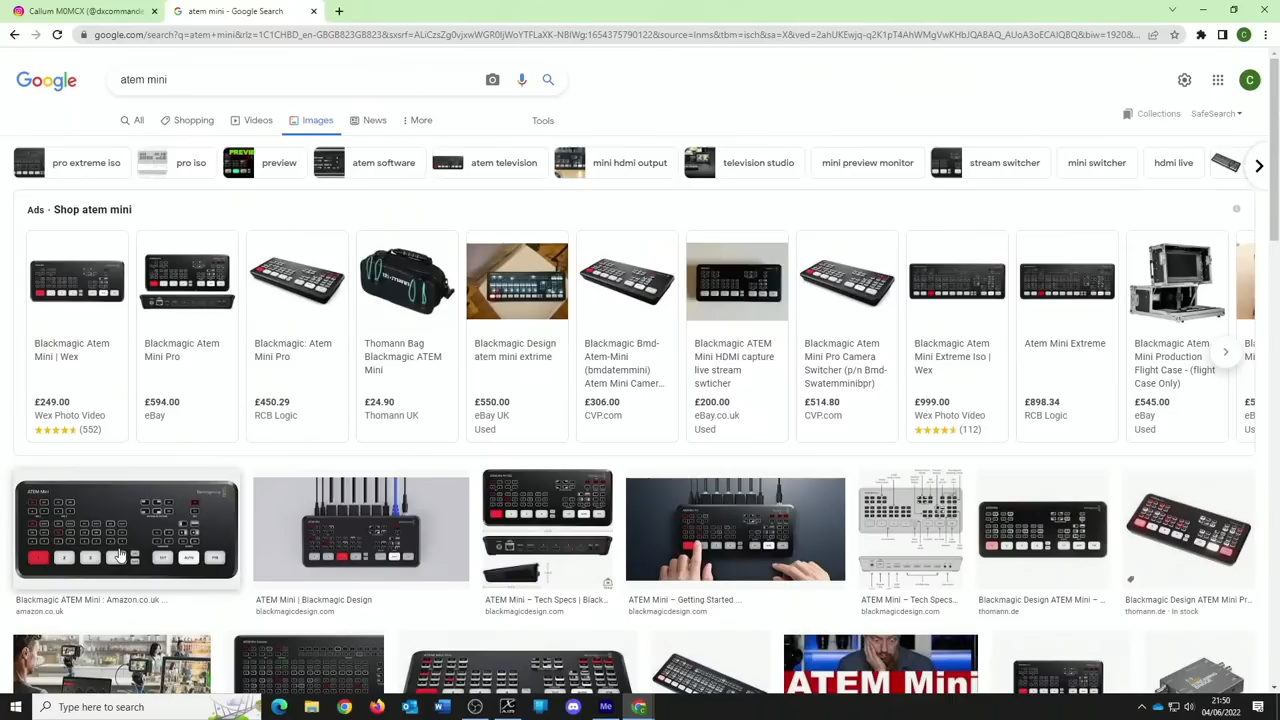 Callum M0MCX (@dxcommande
atem mini - Google Search
google.com/search?q=atem+mini&rlz=1C1CHBD_en-GBGB823GB823&sxsrf=ALiCzsZg0vjxwWGR0IjWoYTFLaXK-NBIWg:1654375790122&source=lnms&tbm=isch&sa=X&ved=2ahUKEwjq-q2K1pT4AhWMgVwKHbJQABAQ_AUoA3oECAIQBQ&biw=1920&...
C
Google
atem mini
C
All
Shopping
Videos
Images
News
More
Tools
Collections
SafeSearch
pro extreme iso
pro iso
preview
atem software
atem television
mini hdmi output
television studio
mini preview monitor
stream switcher
mini switcher
hdmi live
Ads · Shop atem mini
Blackmagic Atem
Mini | Wex
£249.00
Wex Photo Video
(552)
Blackmagic Atem
Mini Pro
£594.00
eBay
Blackmagic: Atem
Mini Pro
£450.29
RCB Logic
Thomann Bag
Blackmagic ATEM
Mini
£24.90
Thomann UK
Blackmagic Design
atem mini extrime
£550.00
eBay UK
Used
Blackmagic Bmd-
Atem-Mini
(bmdatemmini)
Atem Mini Camer...
£306.00
CVP.com
Blackmagic ATEM
Mini HDMI capture
live stream
swticher
£200.00
eBay.co.uk
Used
Blackmagic Atem
Mini Pro Camera
Switcher (p/n Bmd-
Swatemminibpr)
£514.80
CVP.com
Blackmagic Atem
Mini Extreme Iso |
Wex
£999.00
Wex Photo Video
(112)
Atem Mini Extreme
£898.34
RCB Logic
Blackmagic Atem
Mini Production
Flight Case - (flight
Case Only)
£545.00
eBay
Used
ATEM Mini
Blackmagic ATEM Mini : Amazon.co.uk ...
amazon.co.uk
ATEM Mini | Blackmagic Design
blackmagicdesign.com
ATEM Mini – Tech Specs | Black...
blackmagicdesign.com
ATEM Mini – Getting Started ...
blackmagicdesign.com
ATEM Mini – Tech Specs...
blackmagicdesign.com
Blackmagic Design ATEM Mini – ...
thomann.de
Blackmagic Design ATEM Mini Pr...
thomann.de · In stock
ATEM Mini
Type here to search
21:50
04/06/2022